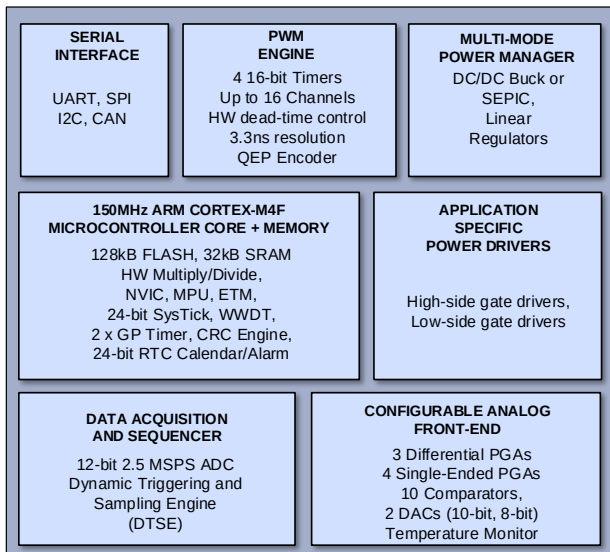 SERIAL
INTERFACE
UART, SPI
I2C, CAN
PWM
ENGINE
4 16-bit Timers
Up to 16 Channels
HW dead-time control
3.3ns resolution
QEP Encoder
MULTI-MODE
POWER MANAGER
DC/DC Buck or
SEPIC,
Linear
Regulators
150MHz ARM CORTEX-M4F
MICROCONTROLLER CORE + MEMORY
128kB FLASH, 32kB SRAM
HW Multiply/Divide,
NVIC, MPU, ETM,
24-bit SysTick, WWDT,
2 x GP Timer, CRC Engine,
24-bit RTC Calendar/Alarm
APPLICATION
SPECIFIC
POWER DRIVERS
High-side gate drivers,
Low-side gate drivers
DATA ACQUISITION
AND SEQUENCER
12-bit 2.5 MSPS ADC
Dynamic Triggering and
Sampling Engine
(DTSE)
CONFIGURABLE ANALOG
FRONT-END
3 Differential PGAs
4 Single-Ended PGAs
10 Comparators,
2 DACs (10-bit, 8-bit)
Temperature Monitor